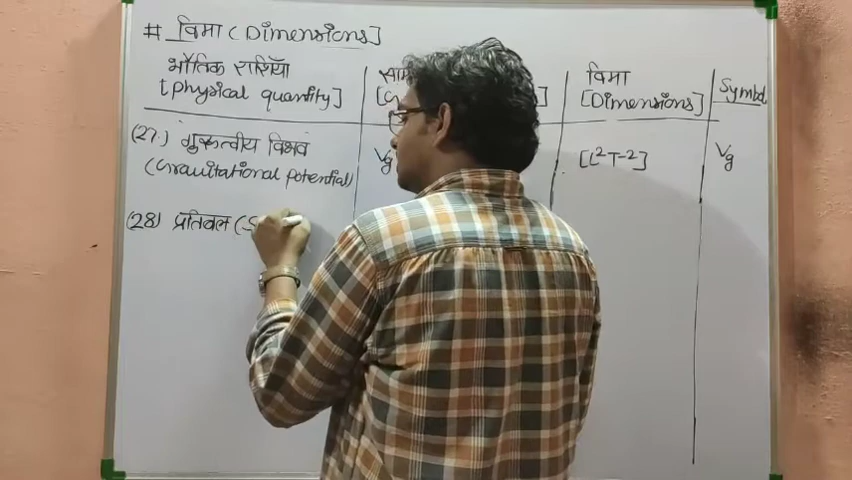 # विमा (Dimensions]
भौतिक राशियाँ
[physical quantity]
विमा
[Dimensions]
Symbol
(27.) गुरुत्वीय विभव
(Gravitational potential)
Vg
[L²T-2]
Vg
(28) प्रतिबल (S